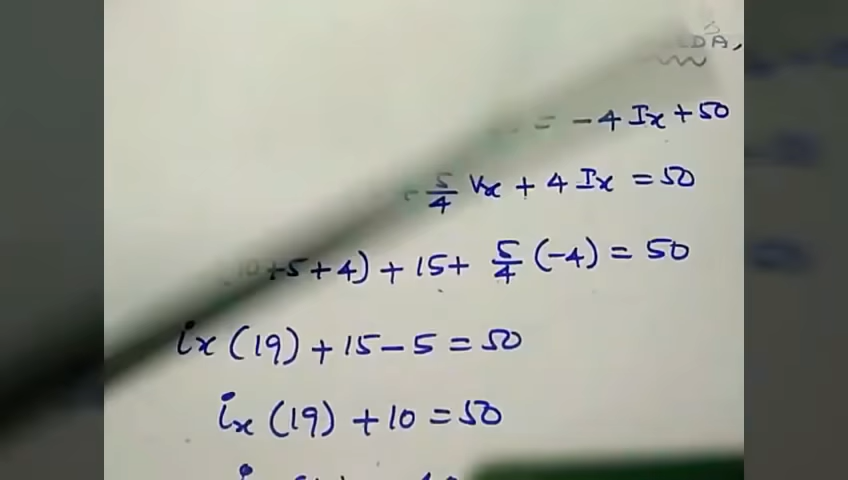 DA,
= -4 Ix + 50
5/4 Vx + 4 Ix = 50
+5+4) + 15 + 5/4 (-4) = 50
ix (19) + 15 - 5 = 50
ix (19) + 10 = 50